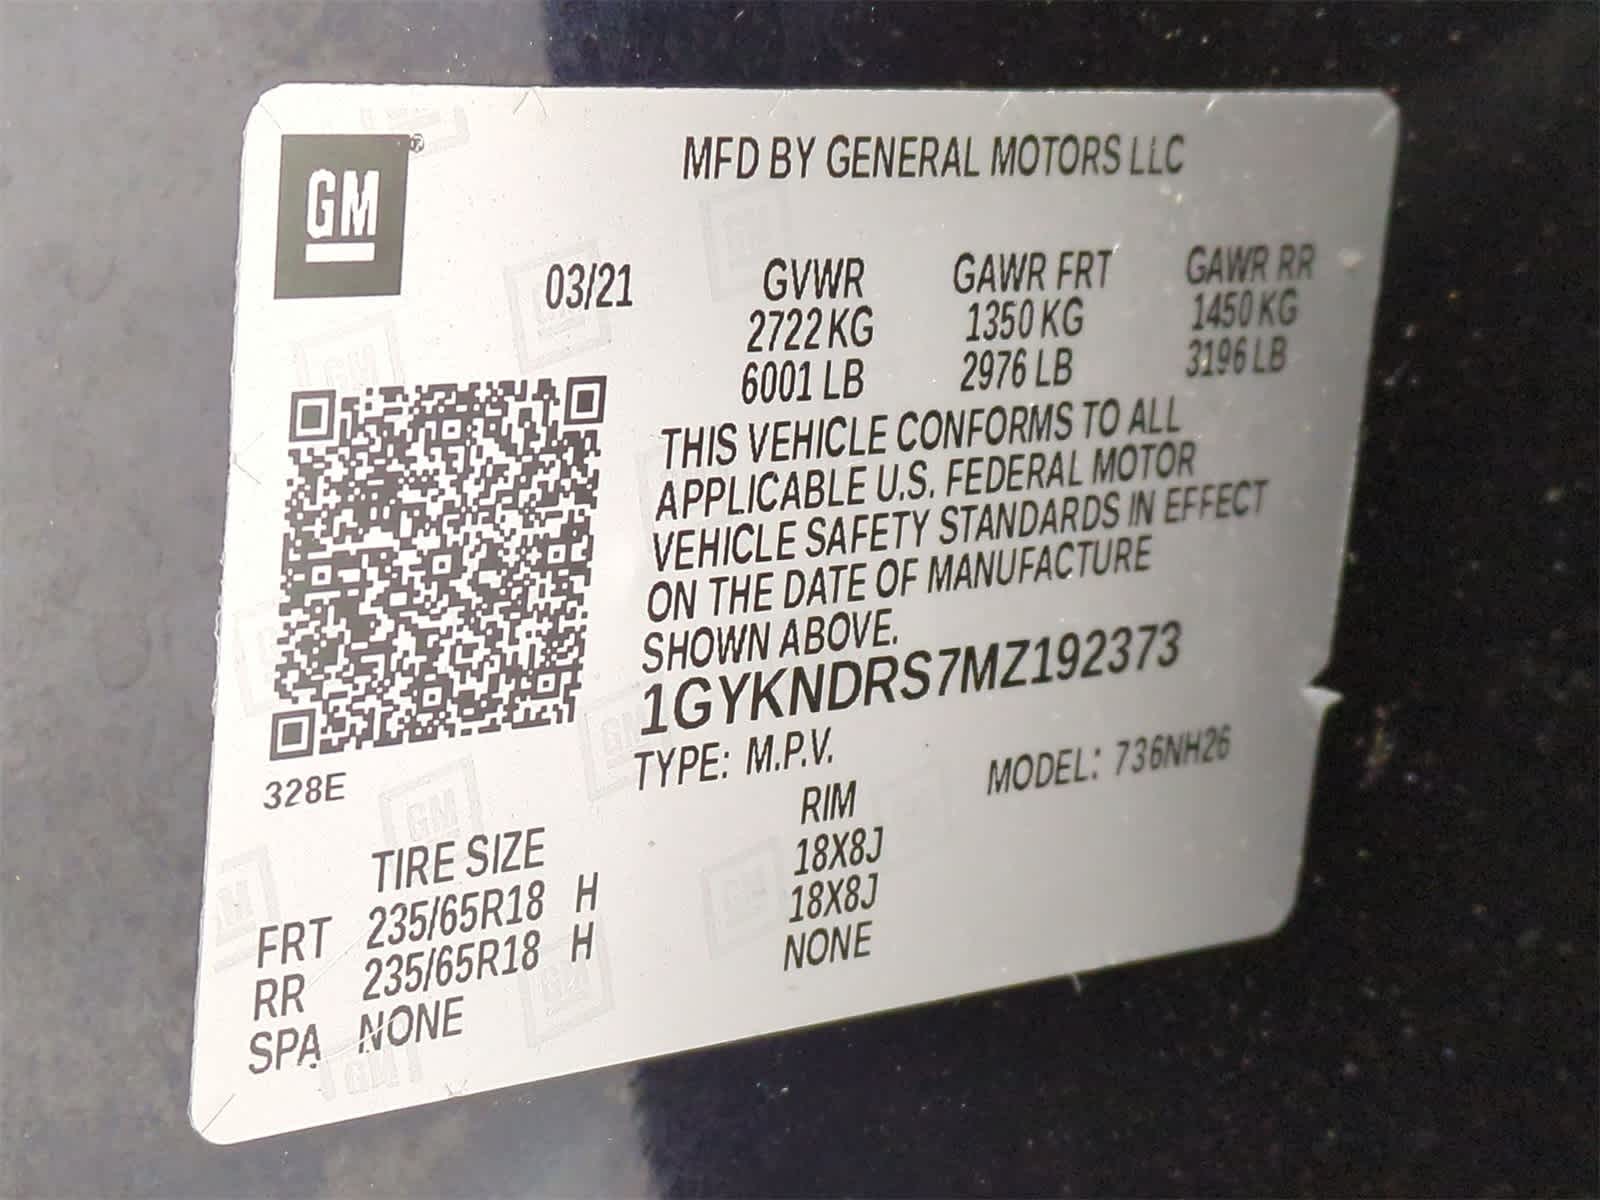 GM®
MFD BY GENERAL MOTORS LLC
03/21 GVWR GAWR FRT GAWR RR
2722 KG 1350 KG 1450 KG
6001 LB 2976 LB 3196 LB
THIS VEHICLE CONFORMS TO ALL
APPLICABLE U.S. FEDERAL MOTOR
VEHICLE SAFETY STANDARDS IN EFFECT
ON THE DATE OF MANUFACTURE
SHOWN ABOVE.
1GYKNDRS7MZ192373
TYPE: M.P.V. MODEL: 736NH26
328E
TIRE SIZE RIM
FRT 235/65R18 H 18X8J
RR 235/65R18 H 18X8J
SPA NONE NONE